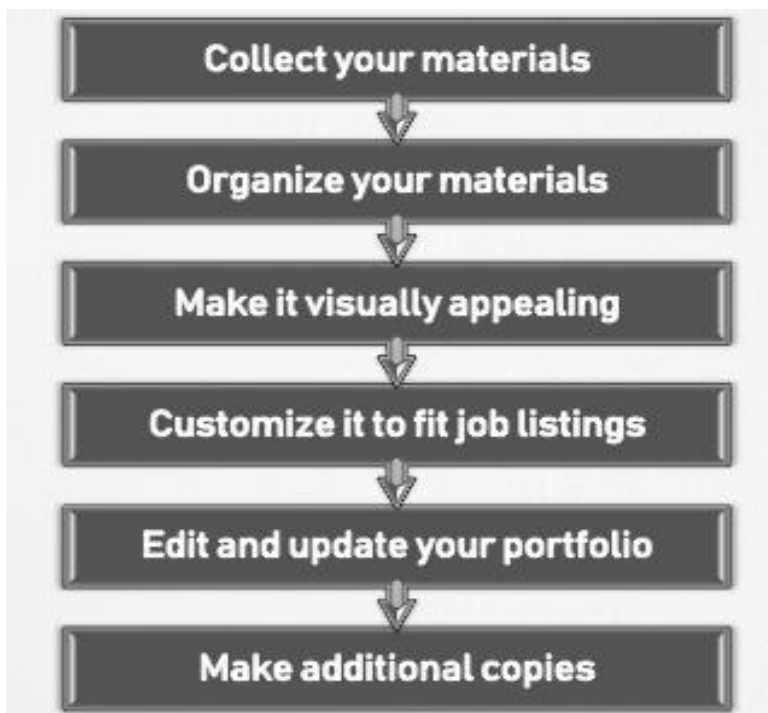 Collect your materials
Organize your materials
Make it visually appealing
Customize it to fit job listings
Edit and update your portfolio
Make additional copies